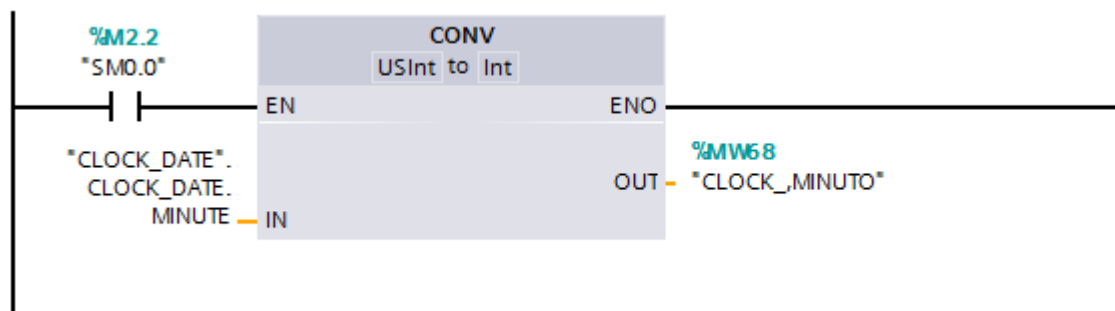 %M2.2
"SM0.0"
CONV
USInt to Int
EN
ENO
"CLOCK_DATE".
CLOCK_DATE.
MINUTE
IN
OUT
%MW68
"CLOCK_,MINUTO"